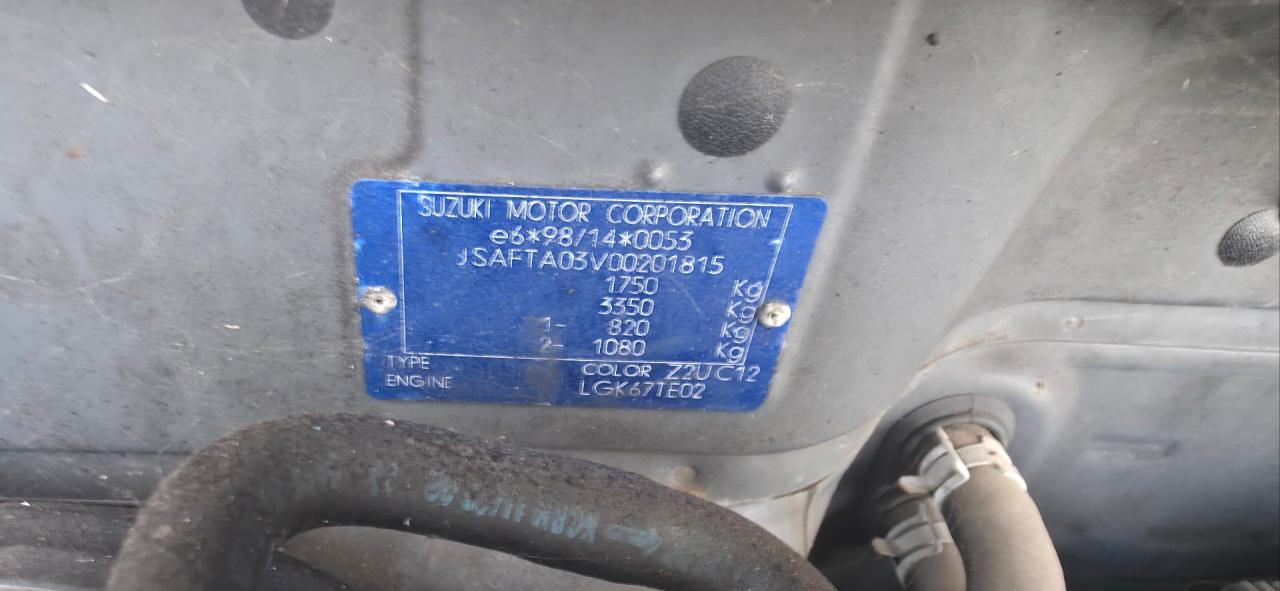 SUZUKI MOTOR CORPORATION
e6*98/14*0053
JSAFTA03V00201815
1750 Kg
3350 Kg
1- 820 Kg
2- 1080 Kg
TYPE COLOR Z2U C12
ENGINE LGK671E02